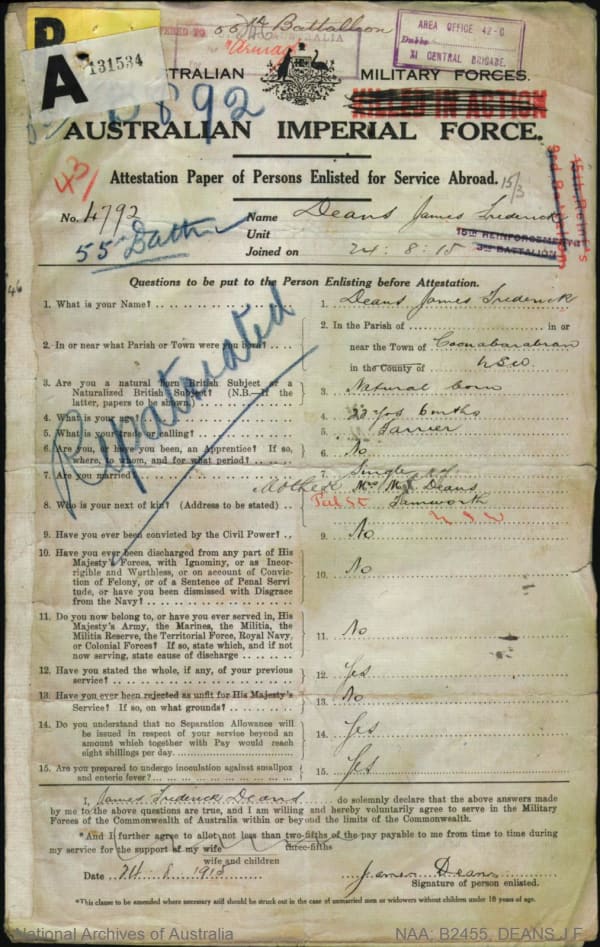 55th Battalion
AUSTRALIA
AREA OFFICE 42-C
Dubbo
XI CENTRAL BRIGADE.
A 131534
AUSTRALIAN MILITARY FORCES.
KILLED IN ACTION
B892
AUSTRALIAN IMPERIAL FORCE.
43/
Attestation Paper of Persons Enlisted for Service Abroad. 15/3
No. 4792 Name Deans James Frederick
55 Battn Unit 15th REINFORCEMENTS 3rd BATTALION
Joined on 24 : 8 : 15
Questions to be put to the Person Enlisting before Attestation.
Repatriated
1. What is your Name? 1. Deans James Frederick
2. In or near what Parish or Town were you born? 2. In the Parish of in or
near the Town of Coonabarabran
in the County of NSW.
3. Are you a natural born British Subject or a
Naturalized British Subject? (N.B.—If the
latter, papers to be shown) 3. Natural born
4. What is your age? 4. 23 yrs 6 mths
5. What is your trade or calling? 5.
6. Are you, or have you been, an Apprentice? If so,
where, to whom, and for what period? 6. No
7. Are you married? 7. Single
8. Who is your next of kin? (Address to be stated) 8. Mother Mrs M Deans
Peel St Tamworth
N S W
9. Have you ever been convicted by the Civil Power? 9. No
10. Have you ever been discharged from any part of His
Majesty's Forces, with Ignominy, or as Incor-
rigible and Worthless, or on account of Convic-
tion of Felony, or of a Sentence of Penal Servi-
tude, or have you been dismissed with Disgrace
from the Navy? 10. No
11. Do you now belong to, or have you ever served in, His
Majesty's Army, the Marines, the Militia, the
Militia Reserve, the Territorial Force, Royal Navy,
or Colonial Forces? If so, state which, and if not
now serving, state cause of discharge 11. No
12. Have you stated the whole, if any, of your previous
service? 12. Yes
13. Have you ever been rejected as unfit for His Majesty's
Service? If so, on what grounds? 13. No
14. Do you understand that no Separation Allowance will
be issued in respect of your service beyond an
amount which together with Pay would reach
eight shillings per day. 14. Yes
15. Are you prepared to undergo inoculation against smallpox
and enteric fever? 15. Yes
I, James Frederick Deans do solemnly declare that the above answers made
by me to the above questions are true, and I am willing and hereby voluntarily agree to serve in the Military
Forces of the Commonwealth of Australia within or beyond the limits of the Commonwealth.
*And I further agree to allot not less than two-fifths of the pay payable to me from time to time during
three-fifths
my service for the support of my wife
wife and children
Date 24 . 8 1915 James Deans
Signature of person enlisted.
*This clause to be amended where necessary and should be struck out in the case of unmarried men or widowers without children under 18 years of age.
National Archives of Australia NAA: B2455, DEANS J F